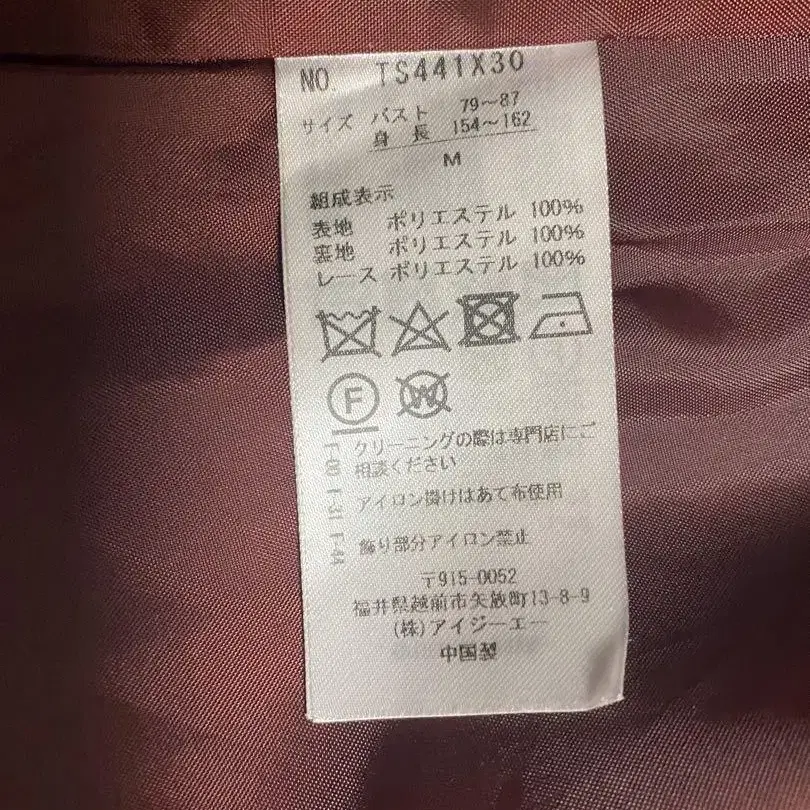 NO. TS441X30
サイズ バスト 79〜87
身長 154〜162
M
組成表示
表地 ポリエステル 100%
裏地 ポリエステル 100%
レース ポリエステル 100%
F W
クリーニングの際は専門店にご
相談ください
アイロン掛けはあて布使用
飾り部分アイロン禁止
〒915-0052
福井県越前市矢放町13-8-9
(株)アイジーエー
中国製